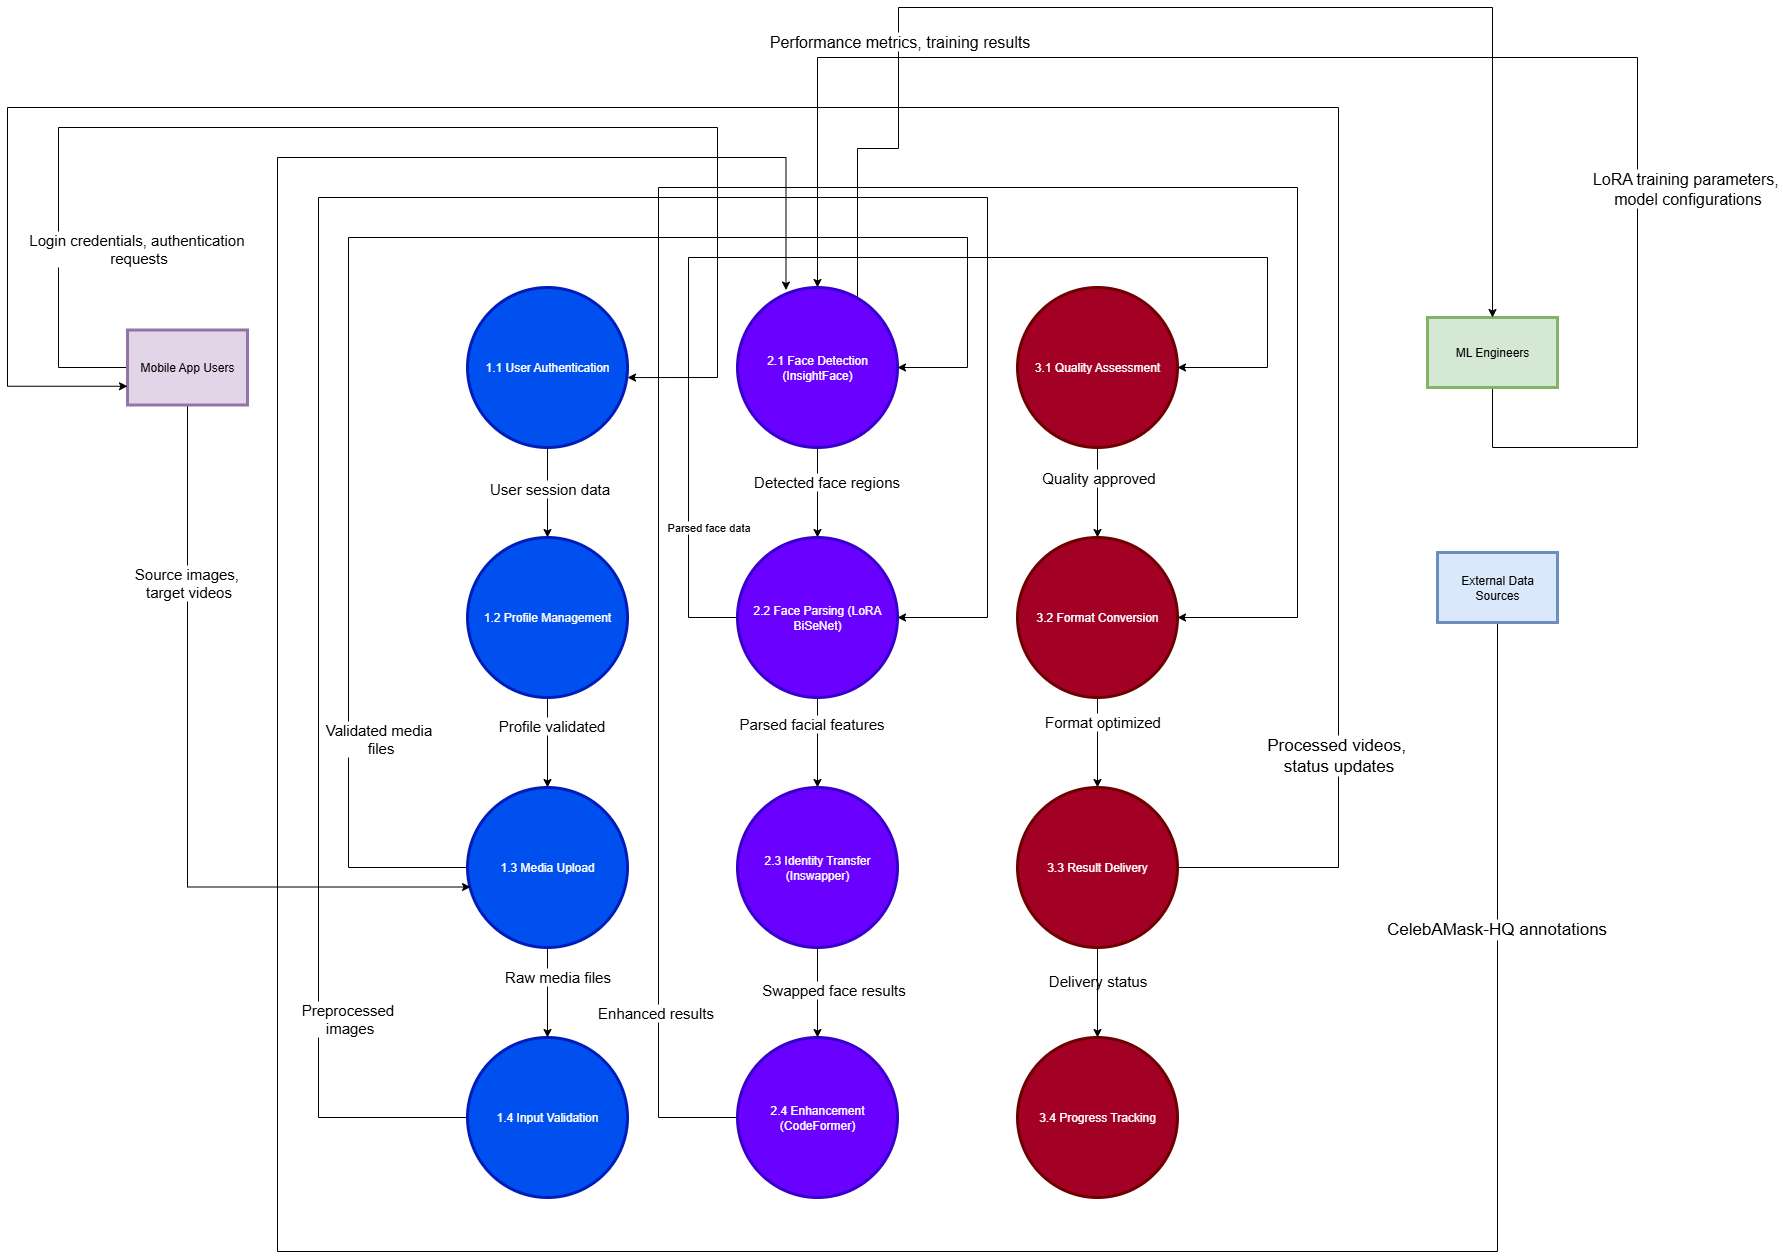 Performance metrics, training results
LoRA training parameters,
model configurations
Login credentials, authentication
requests
Mobile App Users
1.1 User Authentication
2.1 Face Detection
(InsightFace)
3.1 Quality Assessment
ML Engineers
User session data
Detected face regions
Quality approved
Parsed face data
Source images,
target videos
External Data
Sources
1.2 Profile Management
2.2 Face Parsing (LoRA
BiSeNet)
3.2 Format Conversion
Validated media
files
Profile validated
Parsed facial features
Format optimized
Processed videos,
status updates
1.3 Media Upload
2.3 Identity Transfer
(Inswapper)
3.3 Result Delivery
CelebAMask-HQ annotations
Raw media files
Swapped face results
Delivery status
Preprocessed
images
Enhanced results
1.4 Input Validation
2.4 Enhancement
(CodeFormer)
3.4 Progress Tracking